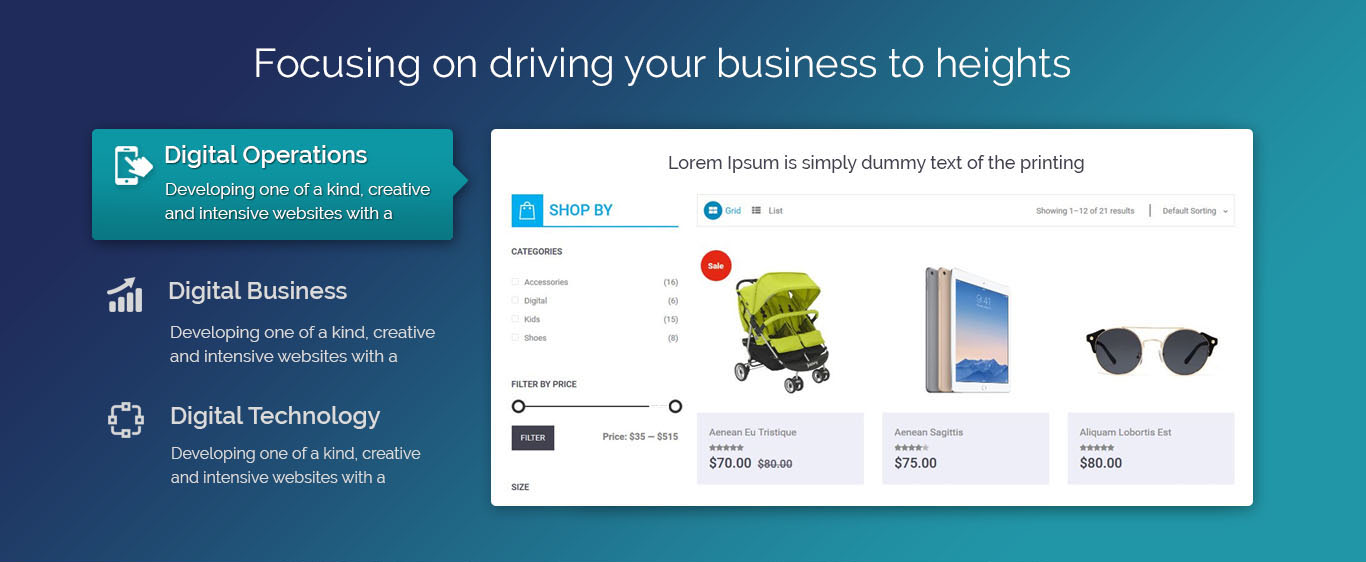 Focusing on driving your business to heights
Digital Operations
Developing one of a kind, creative
and intensive websites with a
Digital Business
Developing one of a kind, creative
and intensive websites with a
Digital Technology
Developing one of a kind, creative
and intensive websites with a
Lorem Ipsum is simply dummy text of the printing
SHOP BY
CATEGORIES
Accessories (16)
Digital (6)
Kids (15)
Shoes (8)
FILTER BY PRICE
FILTER Price: $35 — $515
SIZE
Grid List Showing 1–12 of 21 results | Default Sorting
Sale
9:41
Aenean Eu Tristique
$70.00 $80.00
Aenean Sagittis
$75.00
Aliquam Lobortis Est
$80.00